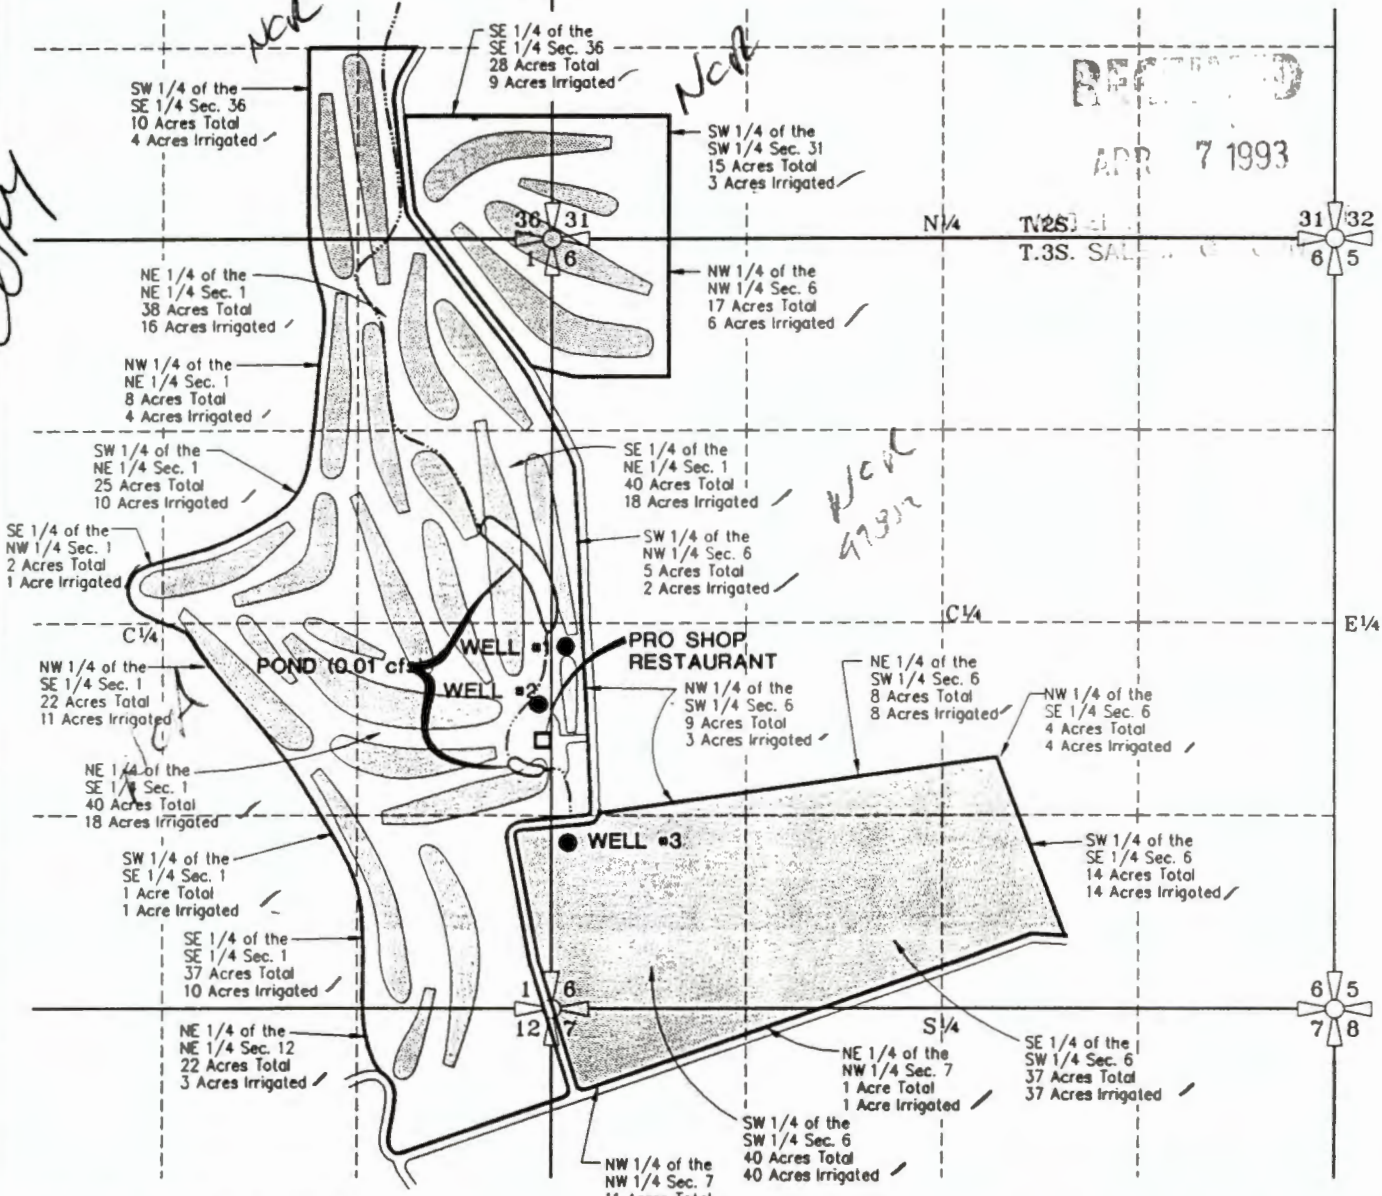 NCR
SE 1/4 of the
SE 1/4 Sec. 36
28 Acres Total
9 Acres Irrigated
NCR
SW 1/4 of the
SE 1/4 Sec. 36
10 Acres Total
4 Acres Irrigated
SW 1/4 of the
SW 1/4 Sec. 31
15 Acres Total
3 Acres Irrigated
RECEIVED
APR 7 1993
36 31
1 6
N1/4
T.2S.
T.3S. SALEM
31 32
6 5
NE 1/4 of the
NE 1/4 Sec. 1
38 Acres Total
16 Acres Irrigated
NW 1/4 of the
NW 1/4 Sec. 6
17 Acres Total
6 Acres Irrigated
NW 1/4 of the
NE 1/4 Sec. 1
8 Acres Total
4 Acres Irrigated
SW 1/4 of the
NE 1/4 Sec. 1
25 Acres Total
10 Acres Irrigated
SE 1/4 of the
NE 1/4 Sec. 1
40 Acres Total
18 Acres Irrigated
NCR
SE 1/4 of the
NW 1/4 Sec. 1
2 Acres Total
1 Acre Irrigated
SW 1/4 of the
NW 1/4 Sec. 6
5 Acres Total
2 Acres Irrigated
C1/4
C1/4
E1/4
WELL #1
PRO SHOP
RESTAURANT
POND (0.01 cfs)
WELL #2
NW 1/4 of the
SE 1/4 Sec. 1
22 Acres Total
11 Acres Irrigated
NW 1/4 of the
SW 1/4 Sec. 6
9 Acres Total
3 Acres Irrigated
NE 1/4 of the
SW 1/4 Sec. 6
8 Acres Total
8 Acres Irrigated
NW 1/4 of the
SE 1/4 Sec. 6
4 Acres Total
4 Acres Irrigated
NE 1/4 of the
SE 1/4 Sec. 1
40 Acres Total
18 Acres Irrigated
WELL #3
SW 1/4 of the
SE 1/4 Sec. 1
1 Acre Total
1 Acre Irrigated
SW 1/4 of the
SE 1/4 Sec. 6
14 Acres Total
14 Acres Irrigated
SE 1/4 of the
SE 1/4 Sec. 1
37 Acres Total
10 Acres Irrigated
1 6
12 7
S1/4
6 5
7 8
NE 1/4 of the
NE 1/4 Sec. 12
22 Acres Total
3 Acres Irrigated
NE 1/4 of the
NW 1/4 Sec. 7
1 Acre Total
1 Acre Irrigated
SE 1/4 of the
SW 1/4 Sec. 6
37 Acres Total
37 Acres Irrigated
SW 1/4 of the
SW 1/4 Sec. 6
40 Acres Total
40 Acres Irrigated
NW 1/4 of the
NW 1/4 Sec. 7